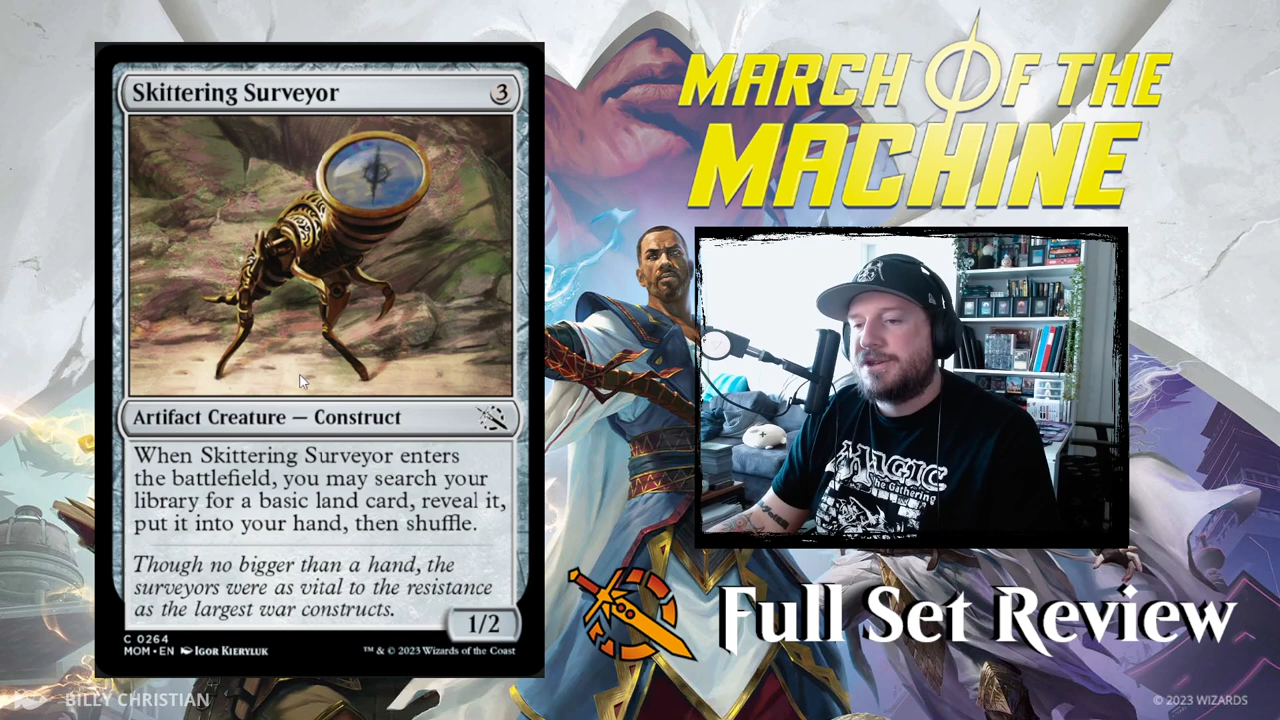 Skittering Surveyor 3
Artifact Creature — Construct
When Skittering Surveyor enters
the battlefield, you may search your
library for a basic land card, reveal it,
put it into your hand, then shuffle.
Though no bigger than a hand, the
surveyors were as vital to the resistance
as the largest war constructs.
1/2
C 0264
MOM • EN Igor Kieryluk
™ & © 2023 Wizards of the Coast
MARCH OF THE
MACHINE
MAGIC
The Gathering
Full Set Review
BILLY CHRISTIAN
© 2023 WIZARDS